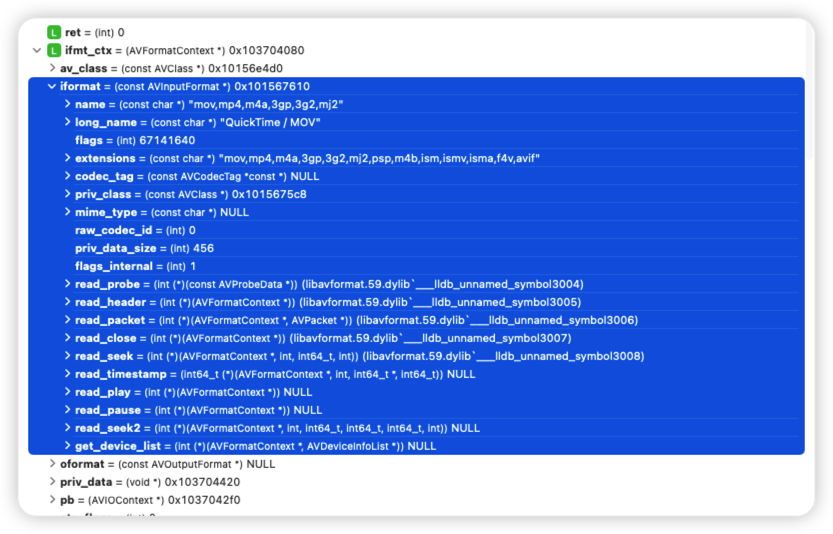 L ret = (int) 0
L ifmt_ctx = (AVFormatContext *) 0x103704080
av_class = (const AVClass *) 0x10156e4d0
iformat = (const AVInputFormat *) 0x101567610
name = (const char *) "mov,mp4,m4a,3gp,3g2,mj2"
long_name = (const char *) "QuickTime / MOV"
flags = (int) 67141640
extensions = (const char *) "mov,mp4,m4a,3gp,3g2,mj2,psp,m4b,ism,ismv,isma,f4v,avif"
codec_tag = (const AVCodecTag *const *) NULL
priv_class = (const AVClass *) 0x1015675c8
mime_type = (const char *) NULL
raw_codec_id = (int) 0
priv_data_size = (int) 456
flags_internal = (int) 1
read_probe = (int (*)(const AVProbeData *)) (libavformat.59.dylib`___lldb_unnamed_symbol3004)
read_header = (int (*)(AVFormatContext *)) (libavformat.59.dylib`___lldb_unnamed_symbol3005)
read_packet = (int (*)(AVFormatContext *, AVPacket *)) (libavformat.59.dylib`___lldb_unnamed_symbol3006)
read_close = (int (*)(AVFormatContext *)) (libavformat.59.dylib`___lldb_unnamed_symbol3007)
read_seek = (int (*)(AVFormatContext *, int, int64_t, int)) (libavformat.59.dylib`___lldb_unnamed_symbol3008)
read_timestamp = (int64_t (*)(AVFormatContext *, int, int64_t *, int64_t)) NULL
read_play = (int (*)(AVFormatContext *)) NULL
read_pause = (int (*)(AVFormatContext *)) NULL
read_seek2 = (int (*)(AVFormatContext *, int, int64_t, int64_t, int64_t, int)) NULL
get_device_list = (int (*)(AVFormatContext *, AVDeviceInfoList *)) NULL
oformat = (const AVOutputFormat *) NULL
priv_data = (void *) 0x103704420
pb = (AVIOContext *) 0x1037042f0